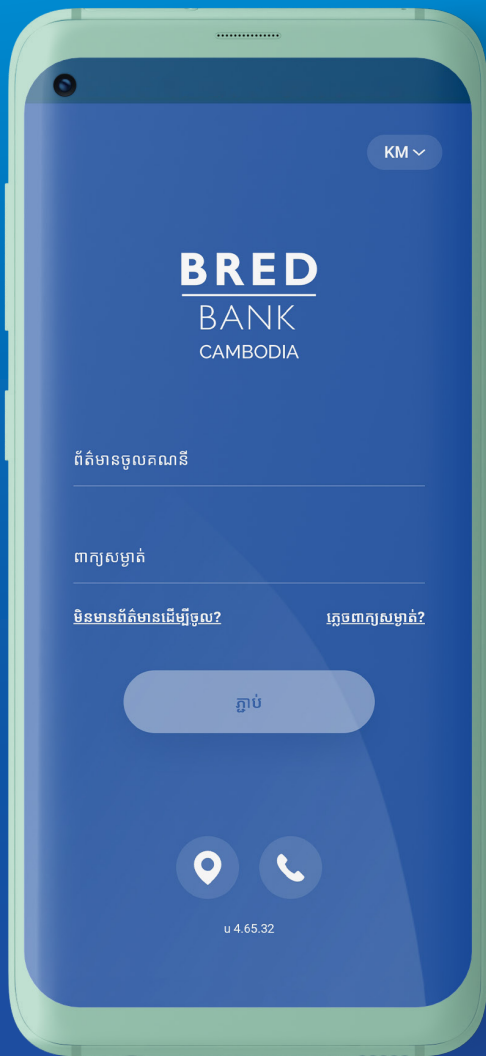 KM
BRED
BANK
CAMBODIA
ព័ត៌មានចូលគណនី
ពាក្យសម្ងាត់
មិនមានព័ត៌មានដើម្បីចូល?
ភ្លេចពាក្យសម្ងាត់?
ភ្ជាប់
u 4.65.32